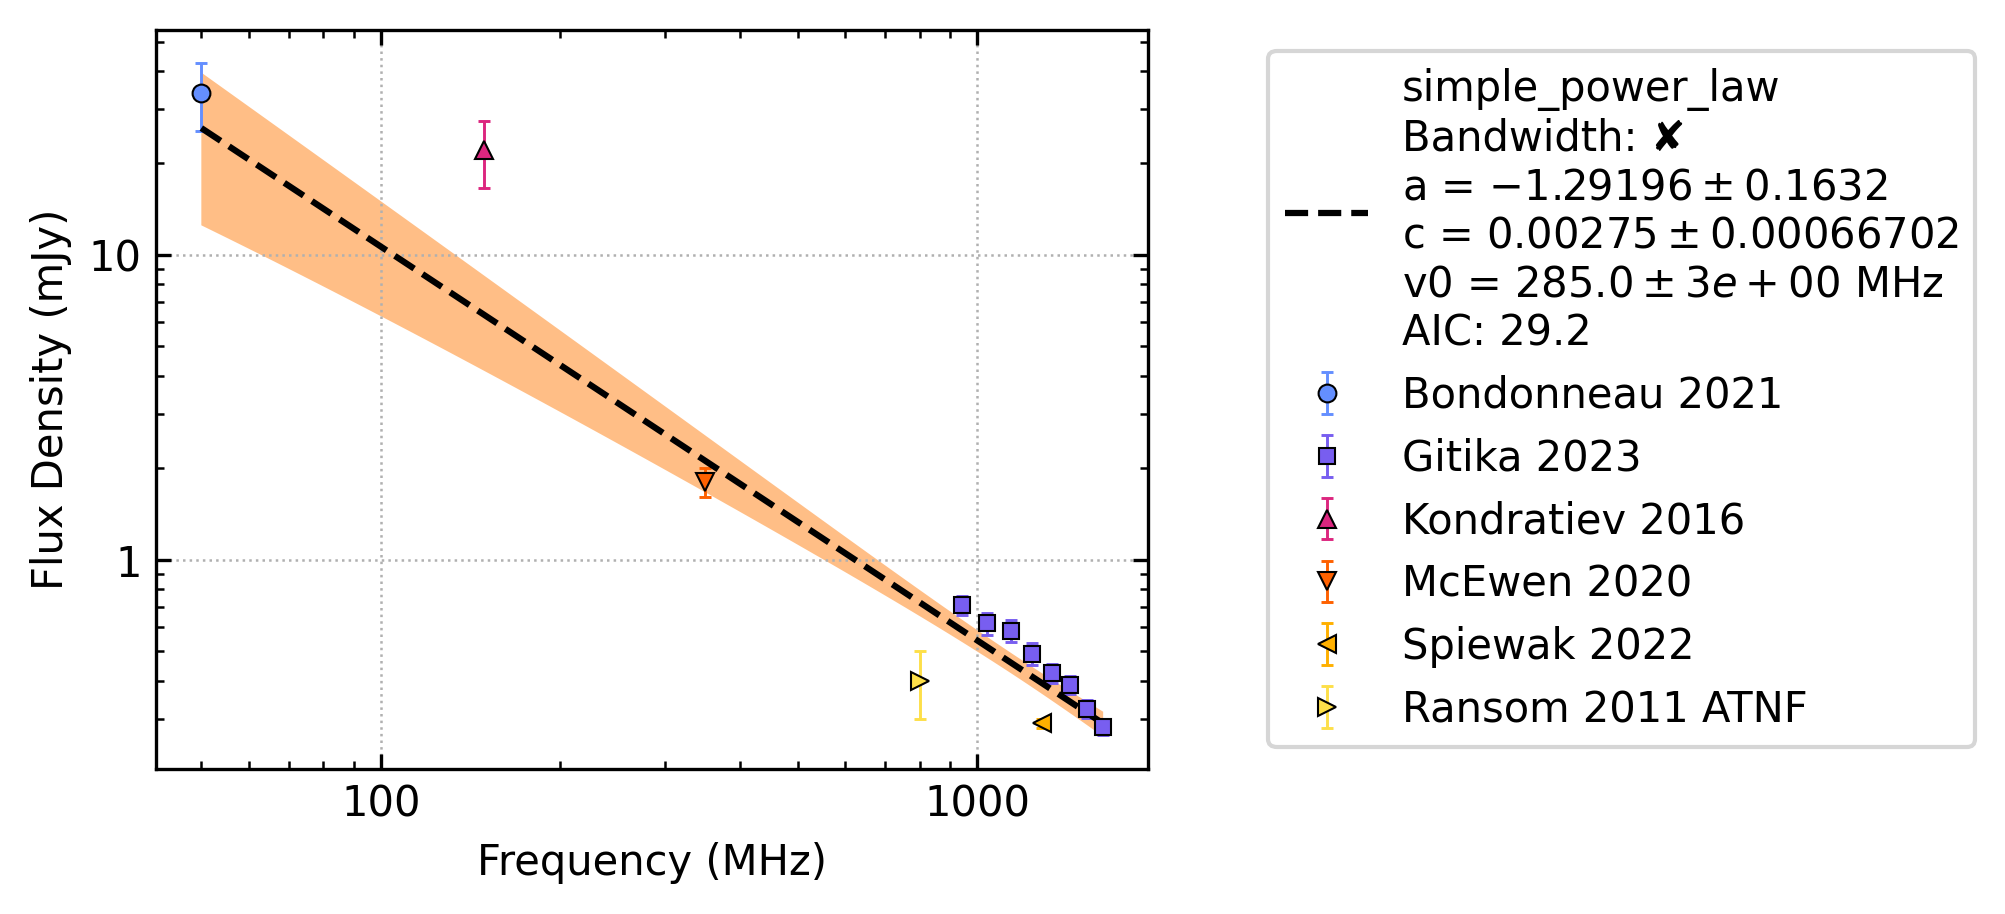 Flux Density (mJy)
10
1
100
1000
Frequency (MHz)
simple_power_law
Bandwidth: ✘
a = −1.29196 ± 0.1632
c = 0.00275 ± 0.00066702
v0 = 285.0 ± 3e + 00 MHz
AIC: 29.2
Bondonneau 2021
Gitika 2023
Kondratiev 2016
McEwen 2020
Spiewak 2022
Ransom 2011 ATNF